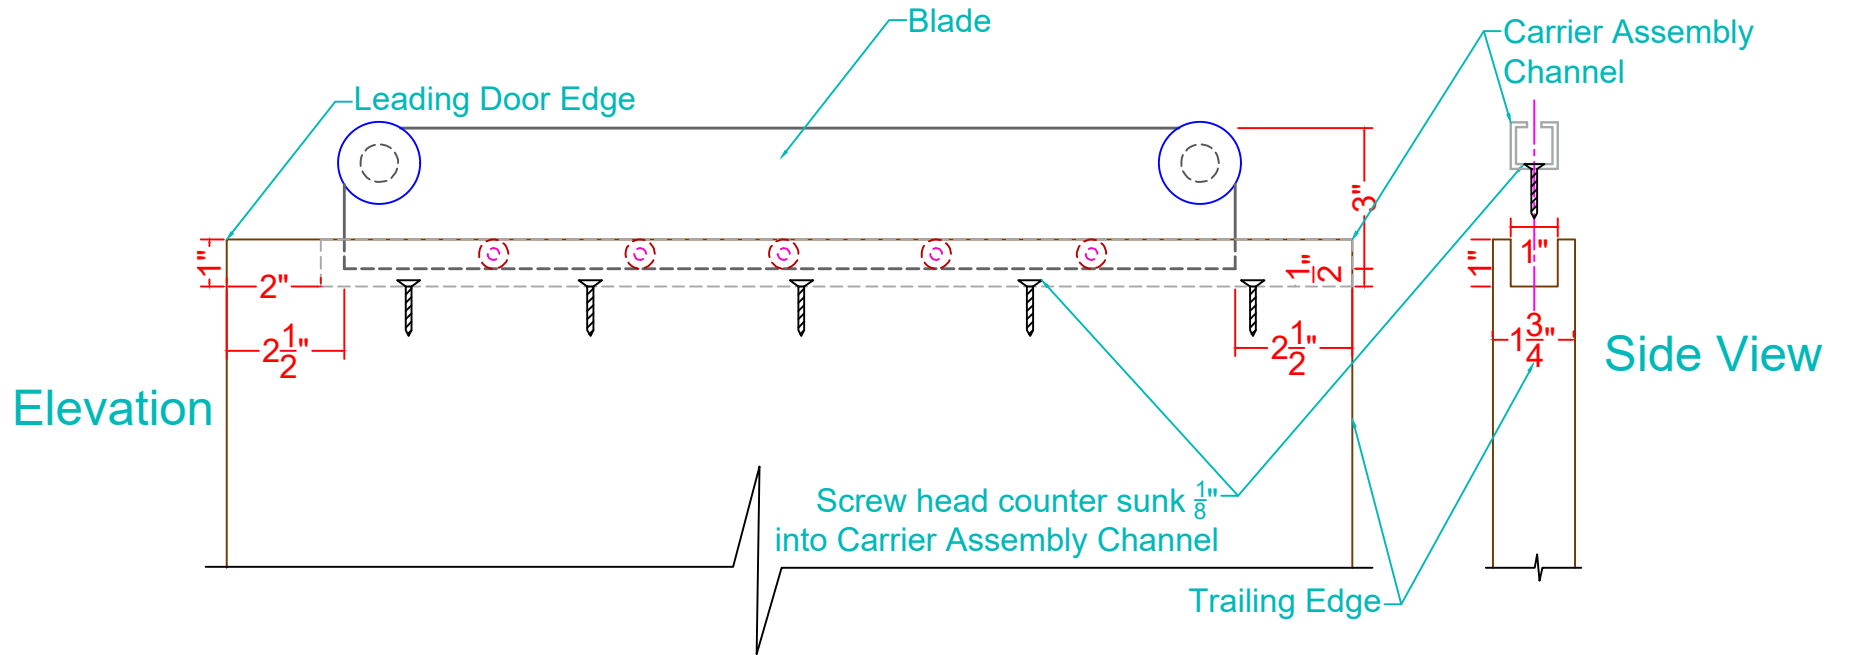 Blade
Carrier Assembly
Channel
Leading Door Edge
3"
1"
2"
1/2"
1"
1"
2 1/2"
2 1/2"
1 3/4"
Side View
Elevation
Screw head counter sunk 1/8"
into Carrier Assembly Channel
Trailing Edge